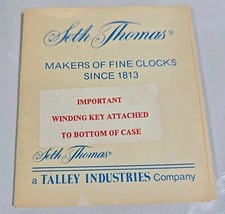 Seth Thomas®
MAKERS OF FINE CLOCKS
SINCE 1813
IMPORTANT
WINDING KEY ATTACHED
TO BOTTOM OF CASE
Seth Thomas®
a TALLEY INDUSTRIES Company